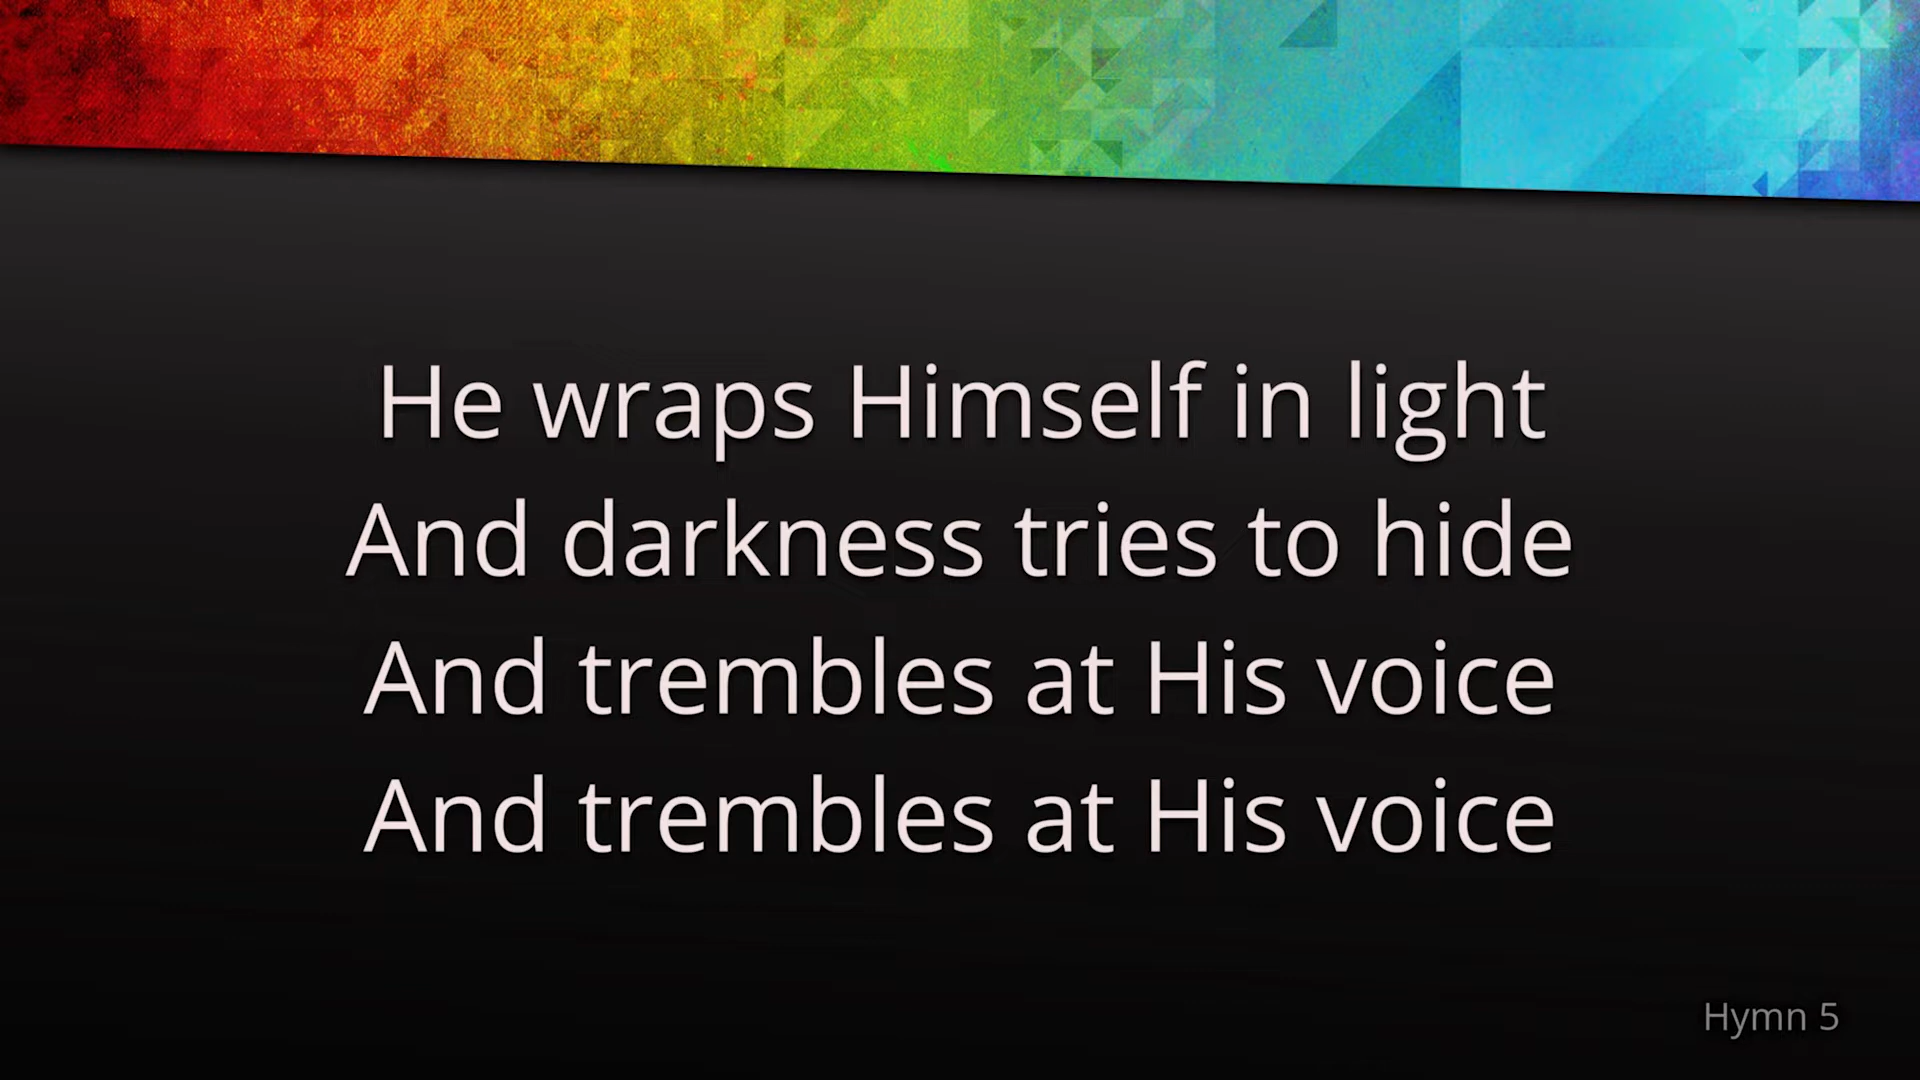 He wraps Himself in light
And darkness tries to hide
And trembles at His voice
And trembles at His voice
Hymn 5